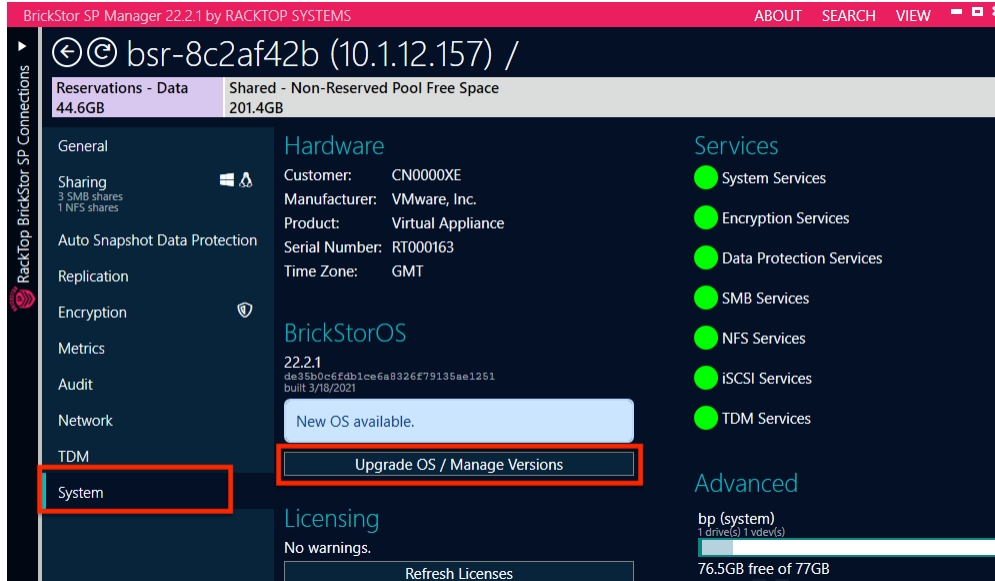 BrickStor SP Manager 22.2.1 by RACKTOP SYSTEMS
ABOUT SEARCH VIEW
RackTop BrickStor SP Connections
bsr-8c2af42b (10.1.12.157) /
Reservations - Data
44.6GB
Shared - Non-Reserved Pool Free Space
201.4GB
General
Sharing
3 SMB shares
1 NFS shares
Auto Snapshot Data Protection
Replication
Encryption
Metrics
Audit
Network
TDM
System
Hardware
Customer: CN0000XE
Manufacturer: VMware, Inc.
Product: Virtual Appliance
Serial Number: RT000163
Time Zone: GMT
BrickStorOS
22.2.1
de35b0c6fdb1ce6a8326f79135ae1251
built 3/18/2021
New OS available.
Upgrade OS / Manage Versions
Licensing
No warnings.
Refresh Licenses
Services
System Services
Encryption Services
Data Protection Services
SMB Services
NFS Services
iSCSI Services
TDM Services
Advanced
bp (system)
1 drive(s) 1 vdev(s)
76.5GB free of 77GB